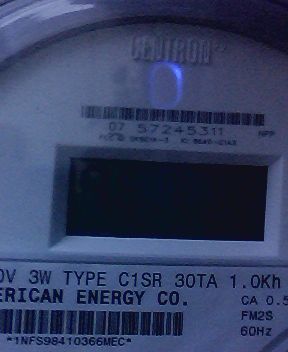 CENTRON
07 57245311 NPP
0V 3W TYPE C1SR 30TA 1.0Kh
ERICAN ENERGY CO. CA 0.5
FM2S
60Hz
*1NFS98410366MEC*